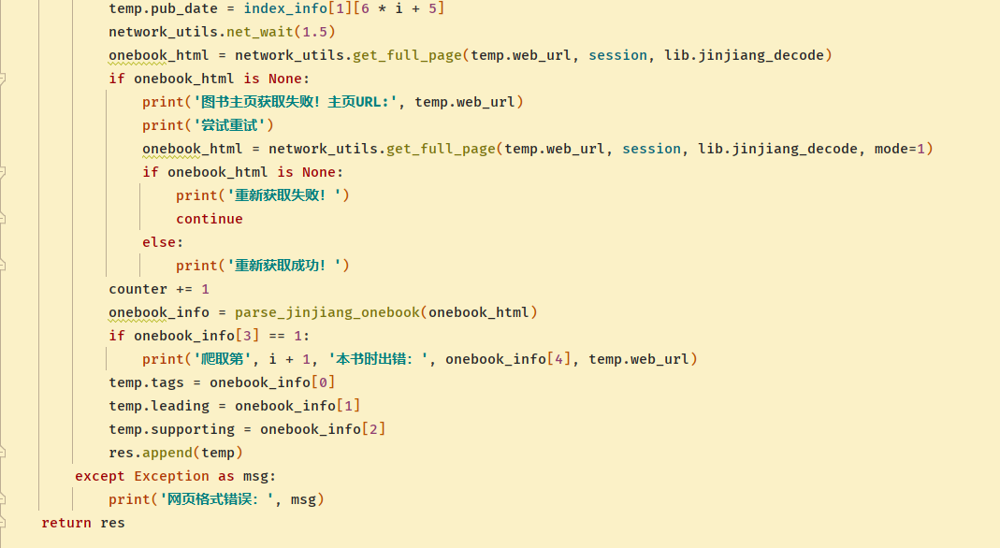 temp.pub_date = index_info[1][6 * i + 5]
network_utils.net_wait(1.5)
onebook_html = network_utils.get_full_page(temp.web_url, session, lib.jinjiang_decode)
if onebook_html is None:
print('图书主页获取失败！主页URL:', temp.web_url)
print('尝试重试')
onebook_html = network_utils.get_full_page(temp.web_url, session, lib.jinjiang_decode, mode=1)
if onebook_html is None:
print('重新获取失败！')
continue
else:
print('重新获取成功！')
counter += 1
onebook_info = parse_jinjiang_onebook(onebook_html)
if onebook_info[3] == 1:
print('爬取第', i + 1, '本书时出错：', onebook_info[4], temp.web_url)
temp.tags = onebook_info[0]
temp.leading = onebook_info[1]
temp.supporting = onebook_info[2]
res.append(temp)
except Exception as msg:
print('网页格式错误：', msg)
return res